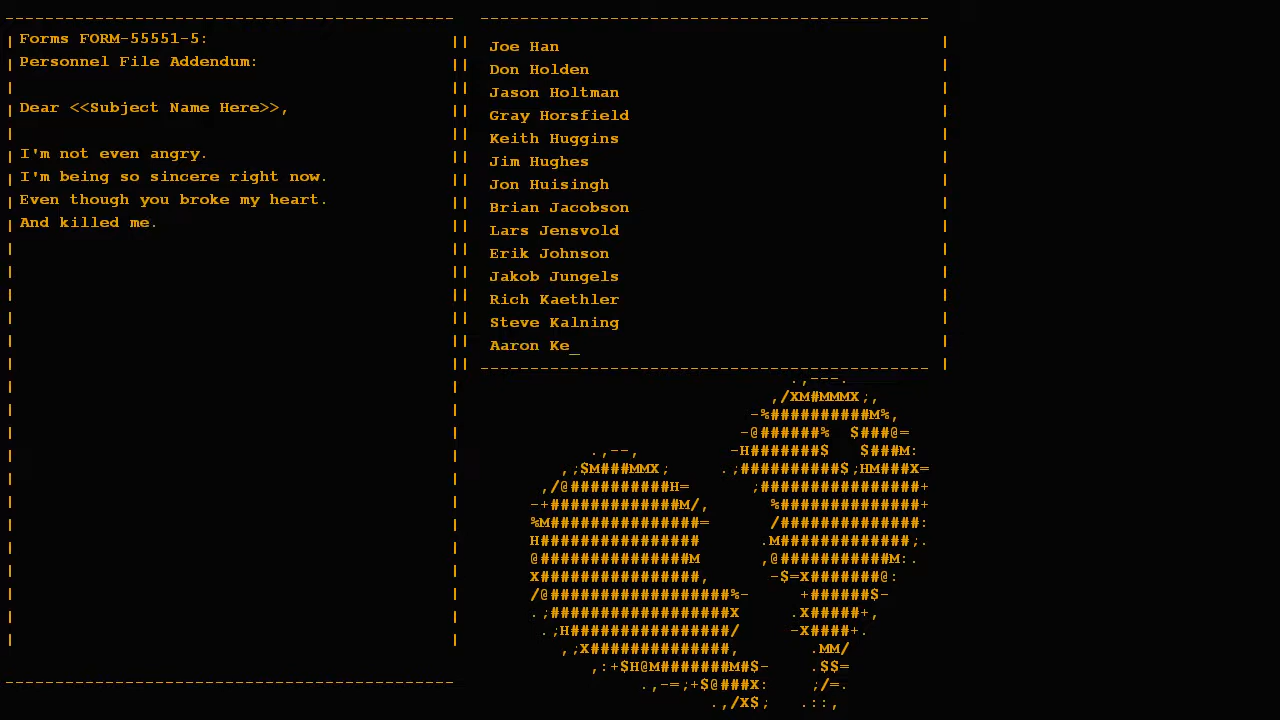 Forms FORM-55551-5:
Personnel File Addendum:
Dear <<Subject Name Here>>,
I'm not even angry.
I'm being so sincere right now.
Even though you broke my heart.
And killed me.
Joe Han
Don Holden
Jason Holtman
Gray Horsfield
Keith Huggins
Jim Hughes
Jon Huisingh
Brian Jacobson
Lars Jensvold
Erik Johnson
Jakob Jungels
Rich Kaethler
Steve Kalning
Aaron Ke_